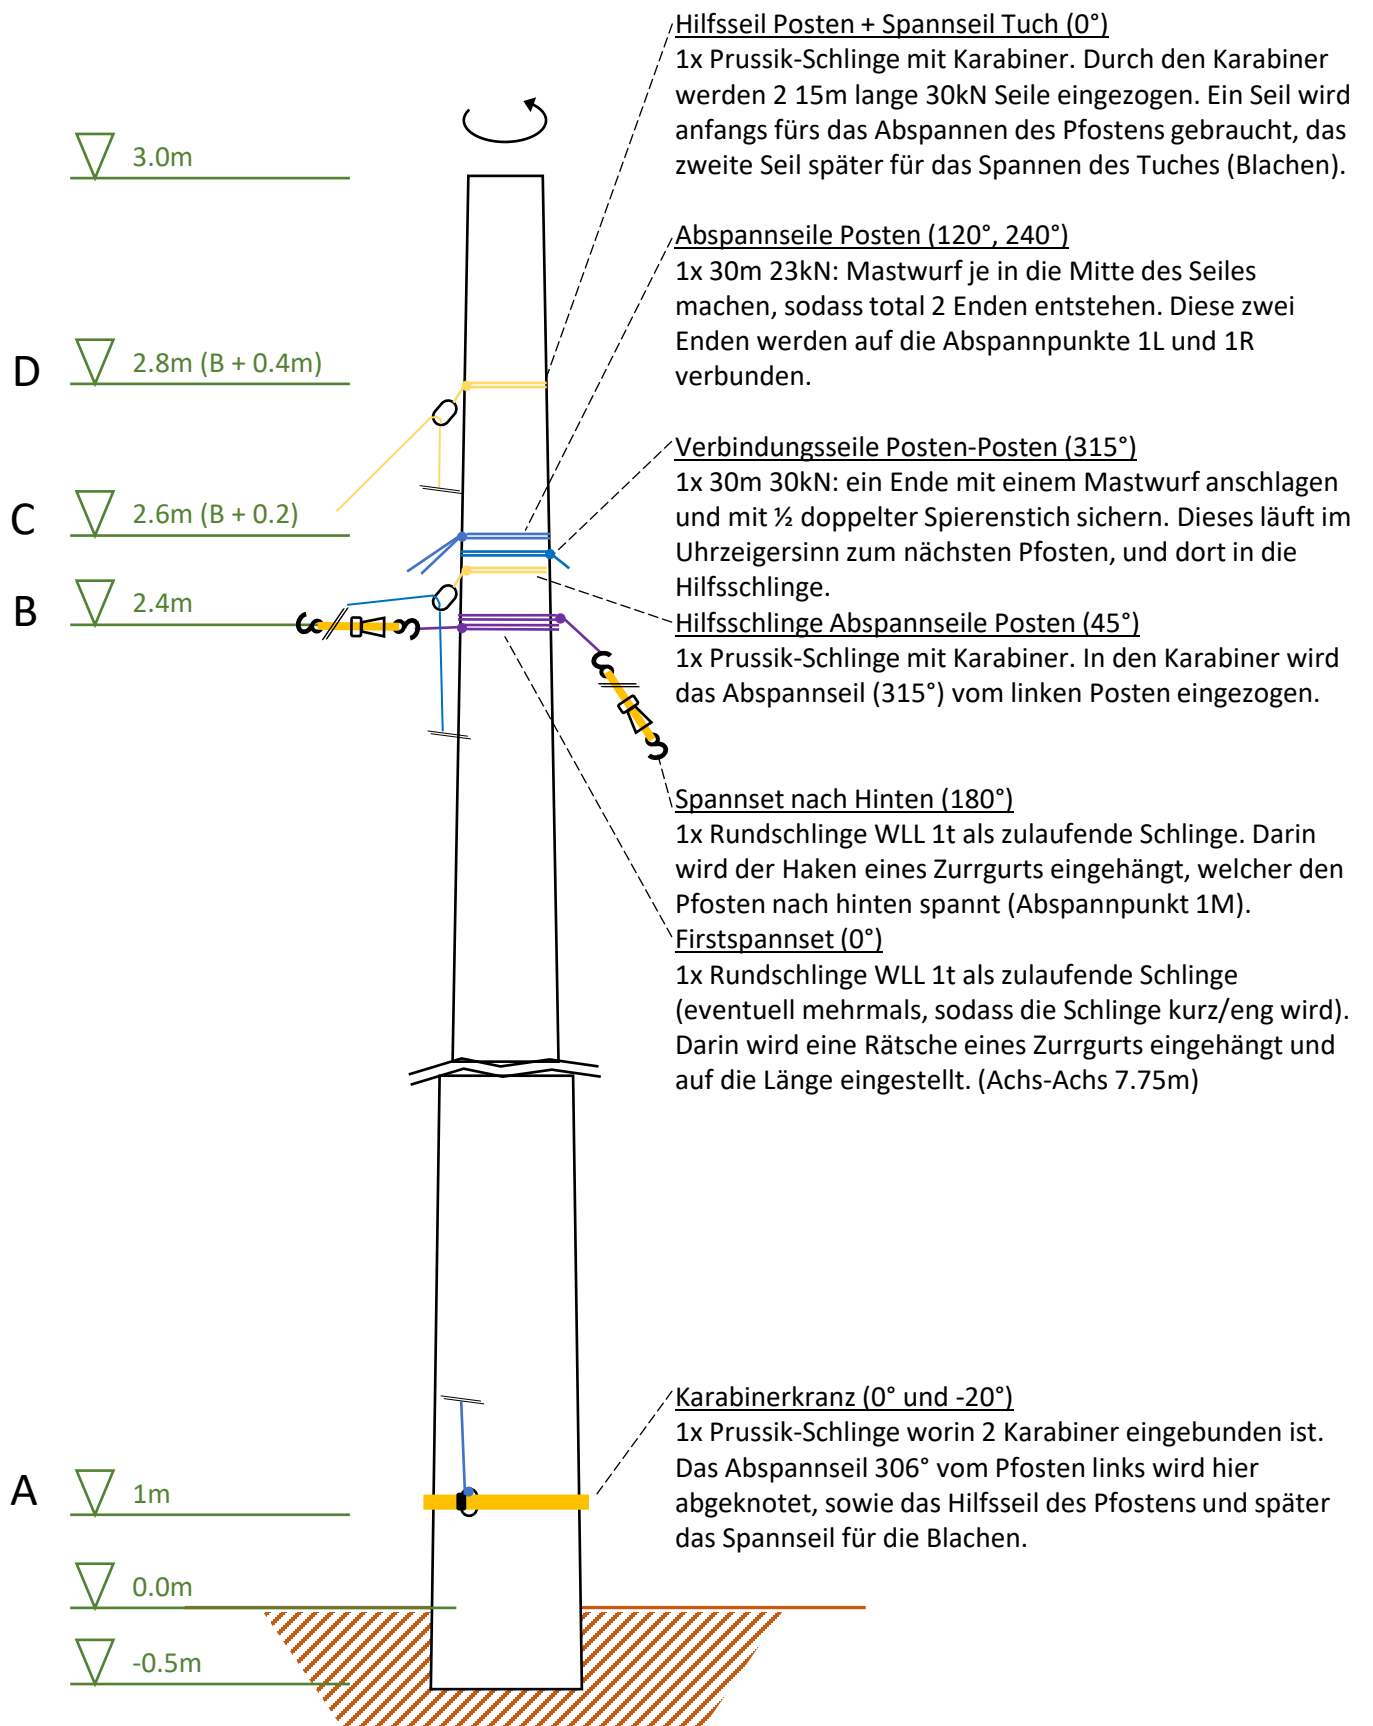 Hilfsseil Posten + Spannseil Tuch (0°)
1x Prussik-Schlinge mit Karabiner. Durch den Karabiner
werden 2 15m lange 30kN Seile eingezogen. Ein Seil wird
anfangs fürs das Abspannen des Pfostens gebraucht, das
zweite Seil später für das Spannen des Tuches (Blachen).
3.0m
Abspannseile Posten (120°, 240°)
1x 30m 23kN: Mastwurf je in die Mitte des Seiles
machen, sodass total 2 Enden entstehen. Diese zwei
Enden werden auf die Abspannpunkte 1L und 1R
verbunden.
D
2.8m (B + 0.4m)
Verbindungsseile Posten-Posten (315°)
1x 30m 30kN: ein Ende mit einem Mastwurf anschlagen
und mit ½ doppelter Spierenstich sichern. Dieses läuft im
Uhrzeigersinn zum nächsten Pfosten, und dort in die
Hilfsschlinge.
C
2.6m (B + 0.2)
B
2.4m
Hilfsschlinge Abspannseile Posten (45°)
1x Prussik-Schlinge mit Karabiner. In den Karabiner wird
das Abspannseil (315°) vom linken Posten eingezogen.
Spannset nach Hinten (180°)
1x Rundschlinge WLL 1t als zulaufende Schlinge. Darin
wird der Haken eines Zurrgurts eingehängt, welcher den
Pfosten nach hinten spannt (Abspannpunkt 1M).
Firstspannset (0°)
1x Rundschlinge WLL 1t als zulaufende Schlinge
(eventuell mehrmals, sodass die Schlinge kurz/eng wird).
Darin wird eine Rätsche eines Zurrgurts eingehängt und
auf die Länge eingestellt. (Achs-Achs 7.75m)
Karabinerkranz (0° und -20°)
1x Prussik-Schlinge worin 2 Karabiner eingebunden ist.
Das Abspannseil 306° vom Pfosten links wird hier
abgeknotet, sowie das Hilfsseil des Pfostens und später
das Spannseil für die Blachen.
A
1m
0.0m
-0.5m